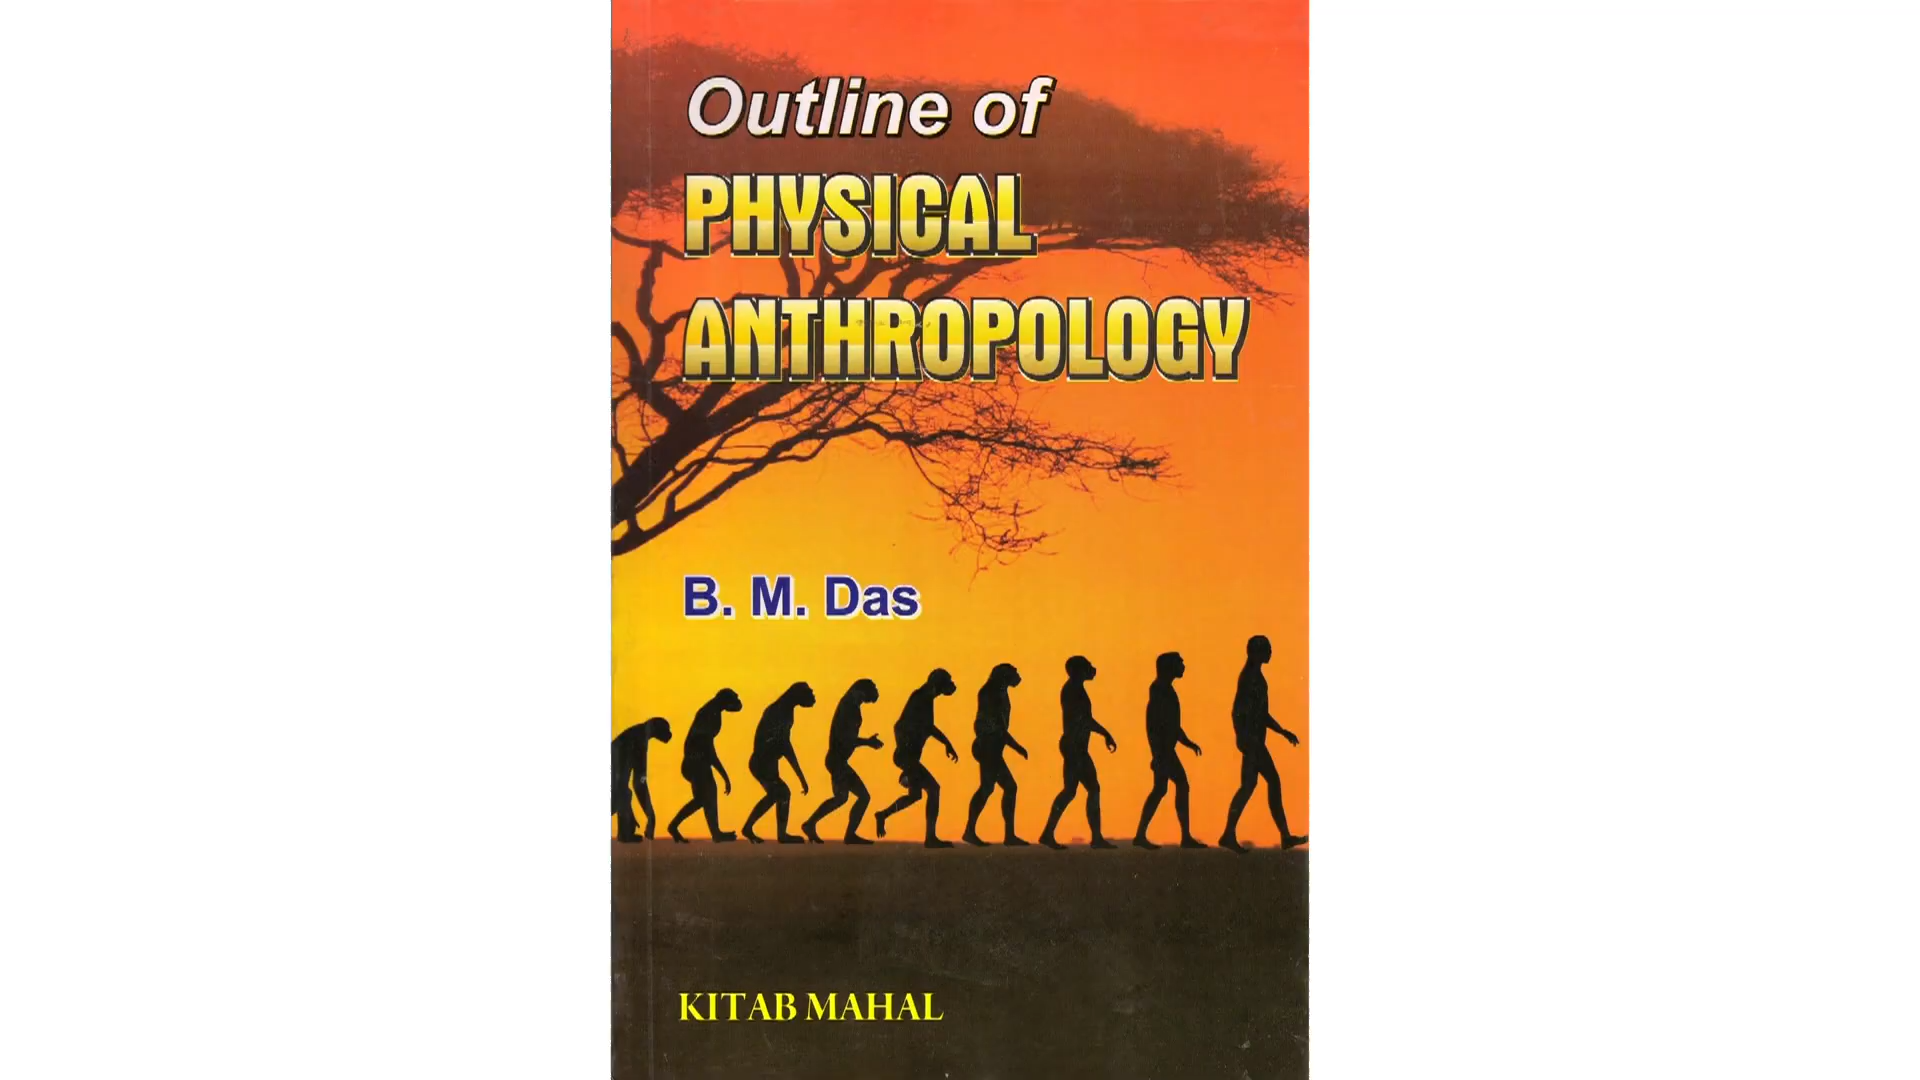 Outline of
PHYSICAL
ANTHROPOLOGY
B. M. Das
KITAB MAHAL